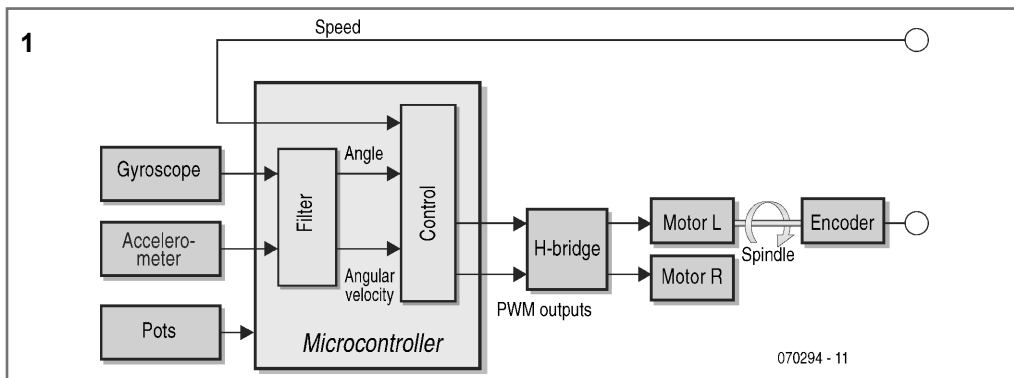 1
Speed
Gyroscope
Accelero-
meter
Pots
Filter
Angle
Angular
velocity
Control
Microcontroller
H-bridge
PWM outputs
Motor L
Motor R
Spindle
Encoder
070294 - 11